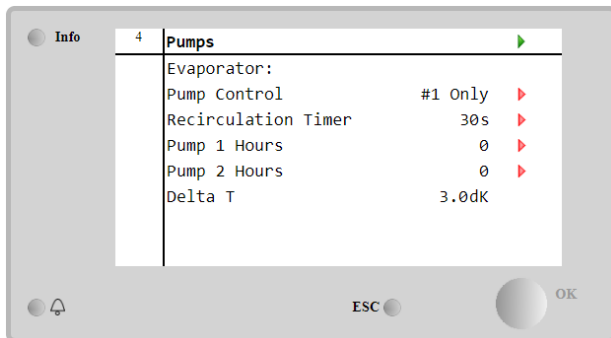 Info
4 Pumps
Evaporator:
Pump Control #1 Only
Recirculation Timer 30s
Pump 1 Hours 0
Pump 2 Hours 0
Delta T 3.0dK
ESC
OK